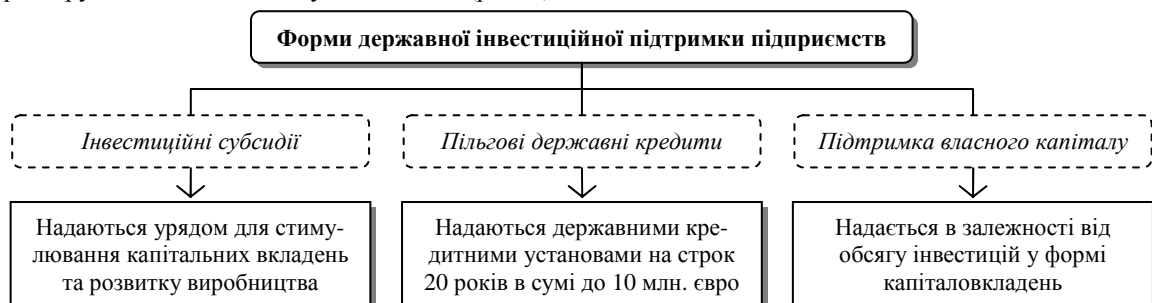 Форми державної інвестиційної підтримки підприємств
Інвестиційні субсидії
Пільгові державні кредити
Підтримка власного капіталу
Надаються урядом для стиму-
лювання капітальних вкладень
та розвитку виробництва
Надаються державними кре-
дитними установами на строк
20 років в сумі до 10 млн. євро
Надається в залежності від
обсягу інвестицій у формі
капіталовкладень